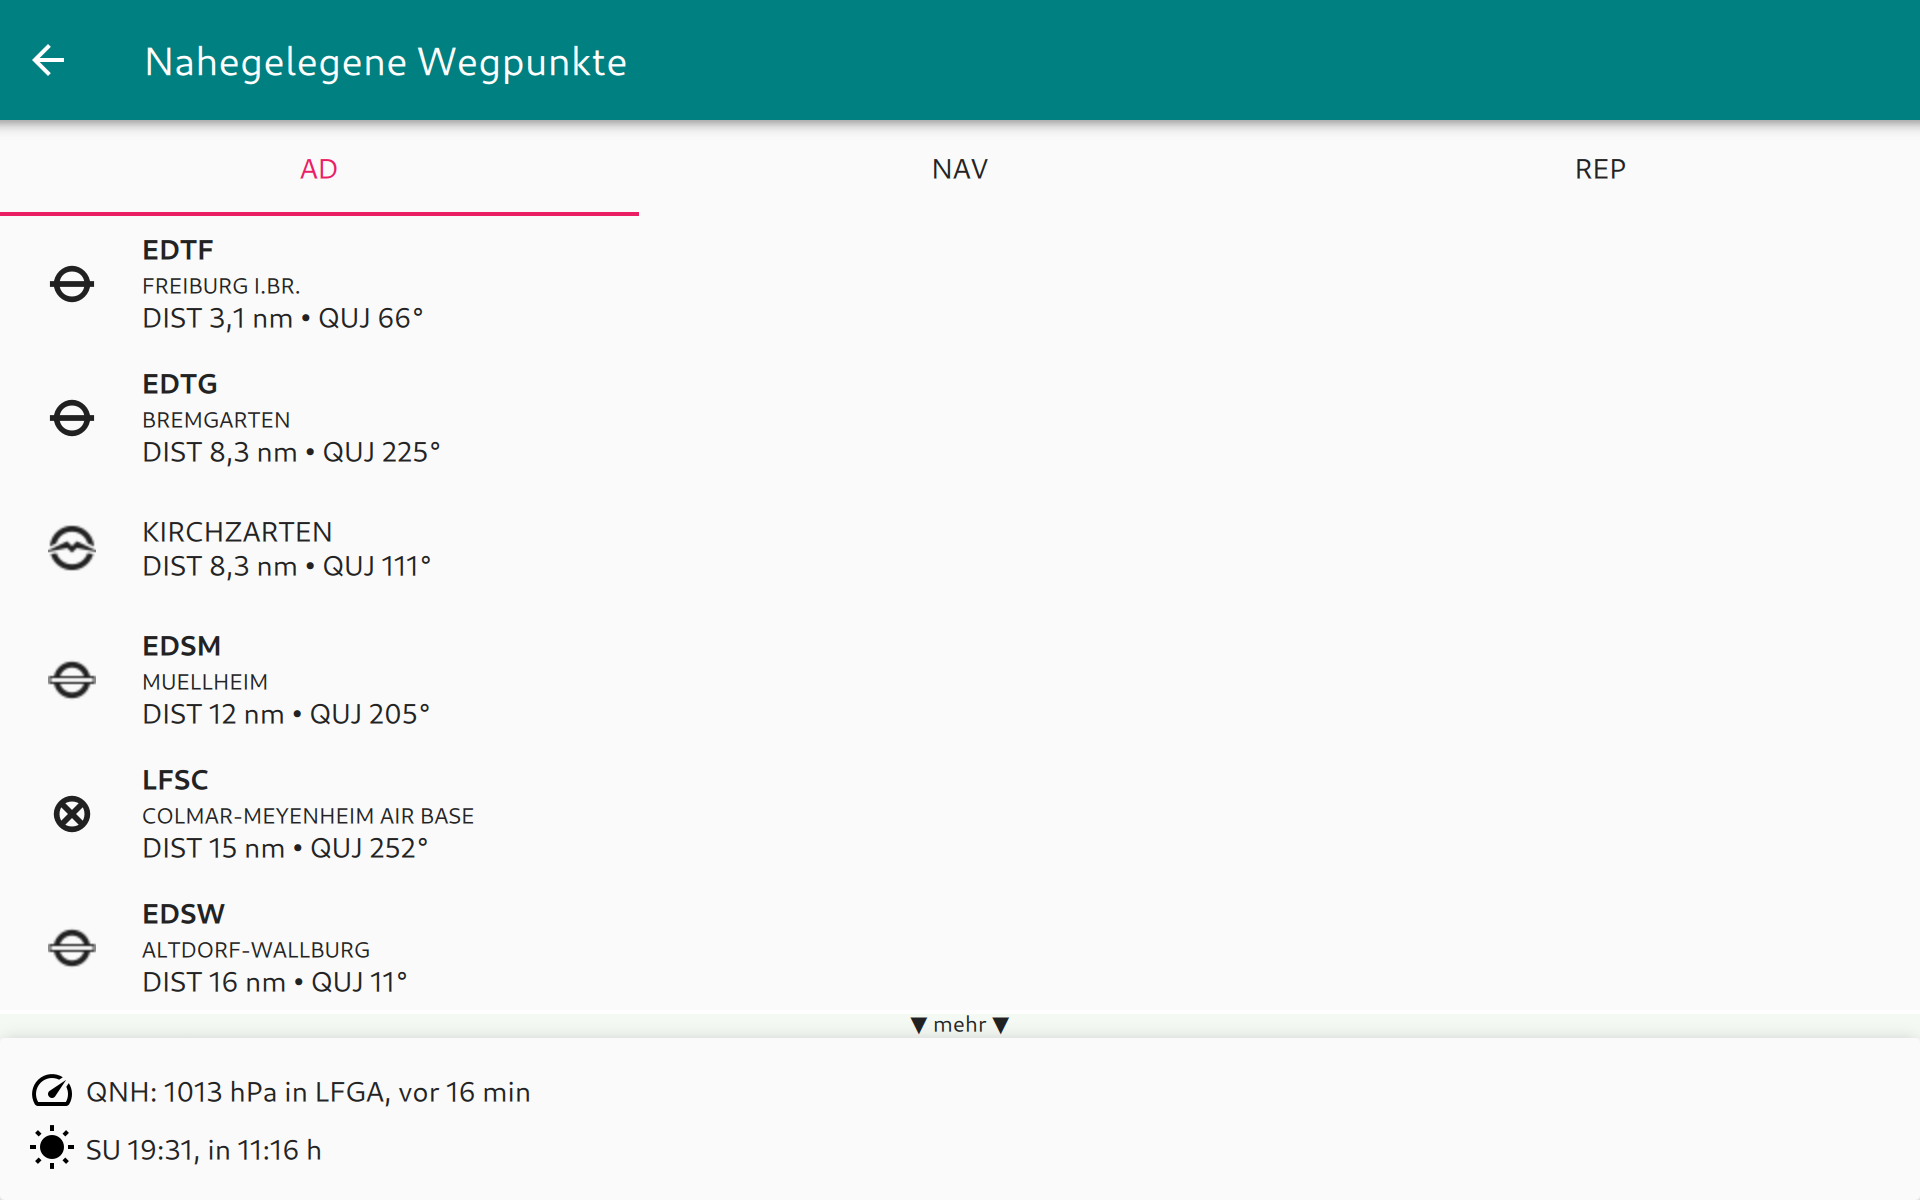 Nahegelegene Wegpunkte
AD
NAV
REP
EDTF
FREIBURG I.BR.
DIST 3,1 nm • QUJ 66°
EDTG
BREMGARTEN
DIST 8,3 nm • QUJ 225°
KIRCHZARTEN
DIST 8,3 nm • QUJ 111°
EDSM
MUELLHEIM
DIST 12 nm • QUJ 205°
LFSC
COLMAR-MEYENHEIM AIR BASE
DIST 15 nm • QUJ 252°
EDSW
ALTDORF-WALLBURG
DIST 16 nm • QUJ 11°
▼ mehr ▼
QNH: 1013 hPa in LFGA, vor 16 min
SU 19:31, in 11:16 h